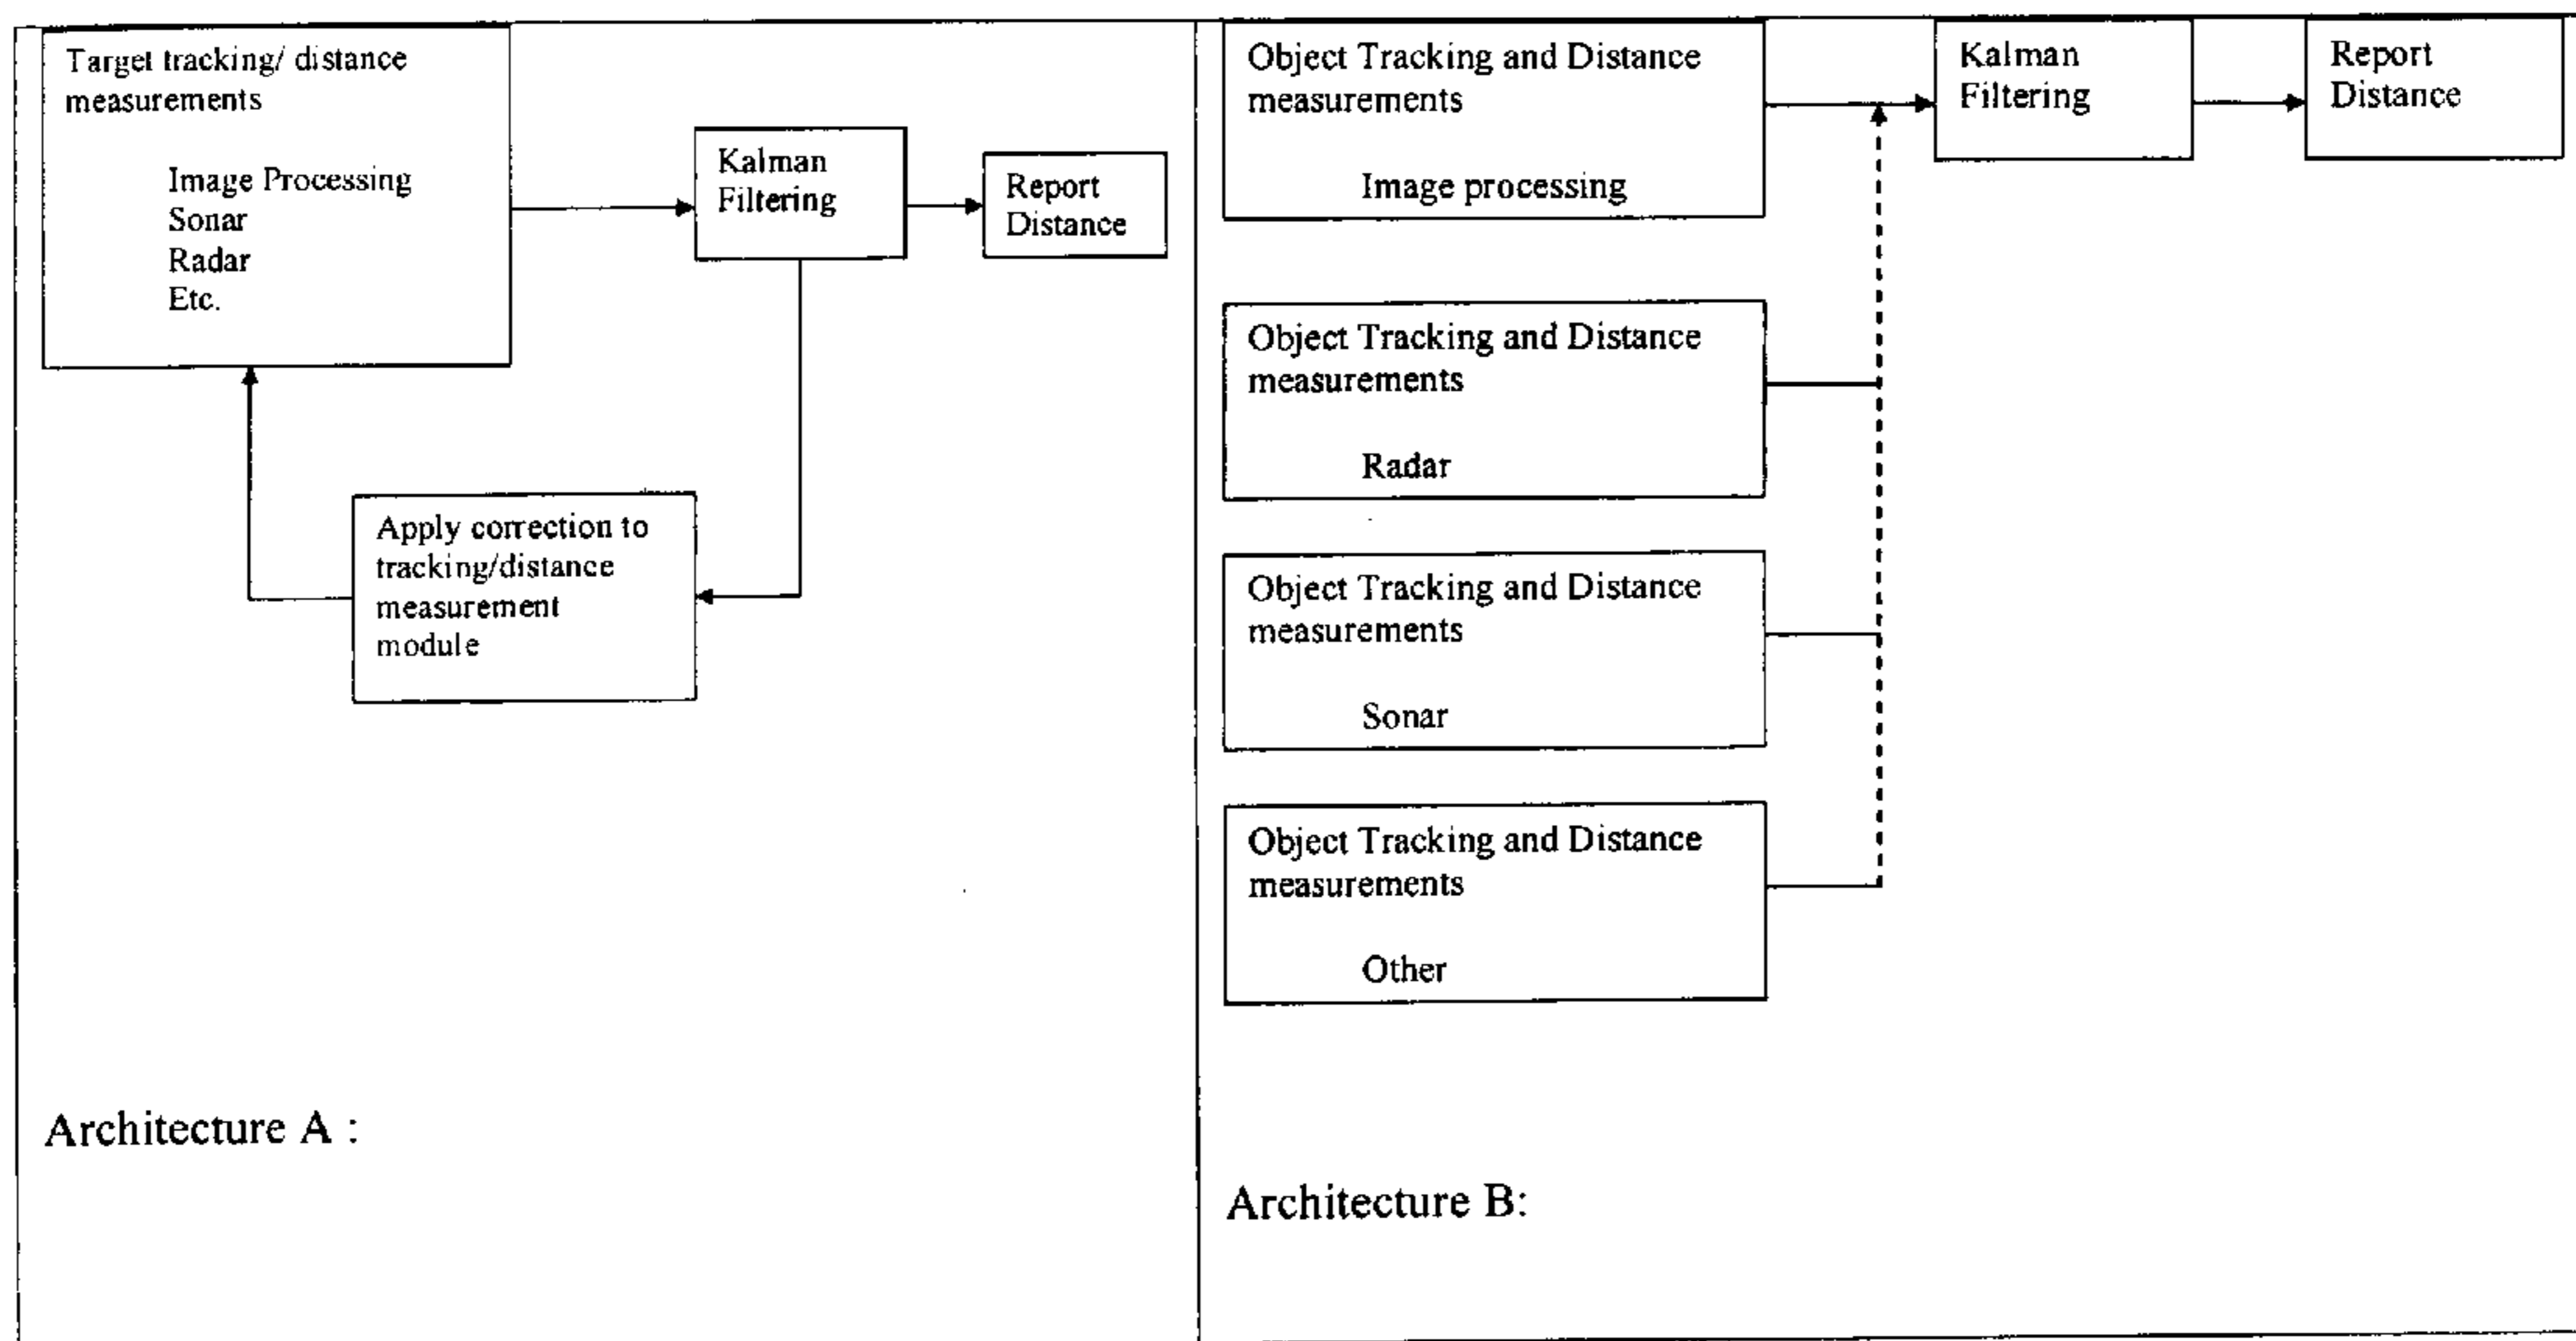 Target tracking/ distance
measurements
Image Processing
Sonar
Radar
Etc.
Kalman
Filtering
Report
Distance
Apply correction to
tracking/distance
measurement
module
Architecture A :
Object Tracking and Distance
measurements
Image processing
Kalman
Filtering
Report
Distance
Object Tracking and Distance
measurements
Radar
Object Tracking and Distance
measurements
Sonar
Object Tracking and Distance
measurements
Other
Architecture B: